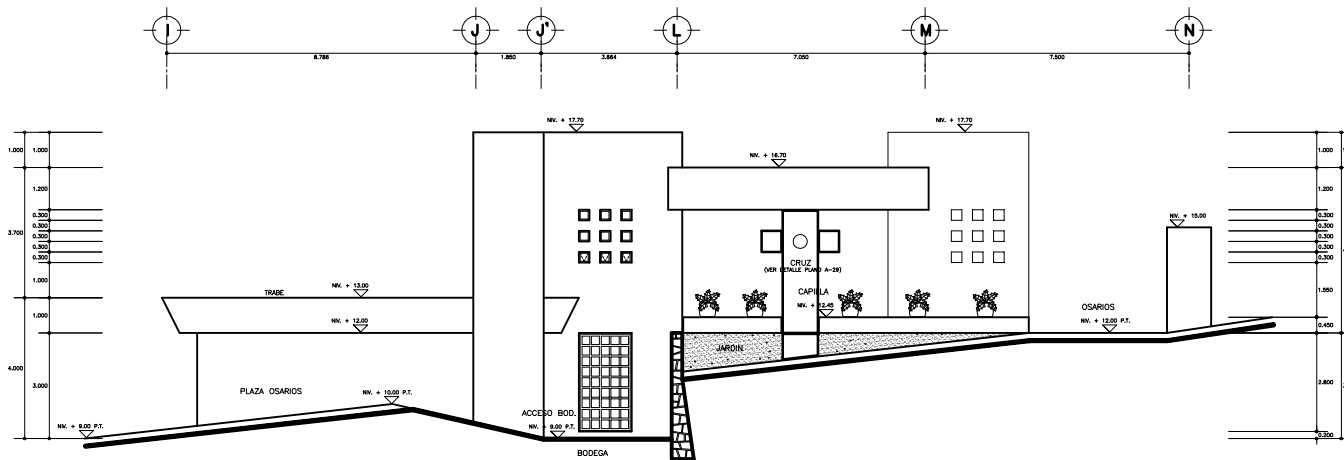 I J J' L M N
8.786 1.850 3.864 7.050 7.500
NIV. + 17.70 NIV. + 17.70
1.000 1.000 1.000
NIV. + 16.70
1.200 1.200
0.300 0.300
NIV. + 15.00
0.300 0.300
3.700
0.300 0.300
0.300 0.300
0.300 0.300
CRUZ
(VER DETALLE PLANO A-29)
1.000 1.550
NIV. + 13.00
TRABE CAPILLA
NIV. + 12.45
OSARIOS
1.000
NIV. + 12.00 NIV. + 12.00 P.T.
0.450
JARDIN
4.000
3.000 2.800
PLAZA OSARIOS NIV. + 10.00 P.T.
ACCESO BOD.
NIV. + 9.00 P.T. NIV. + 9.00 P.T.
0.200
BODEGA